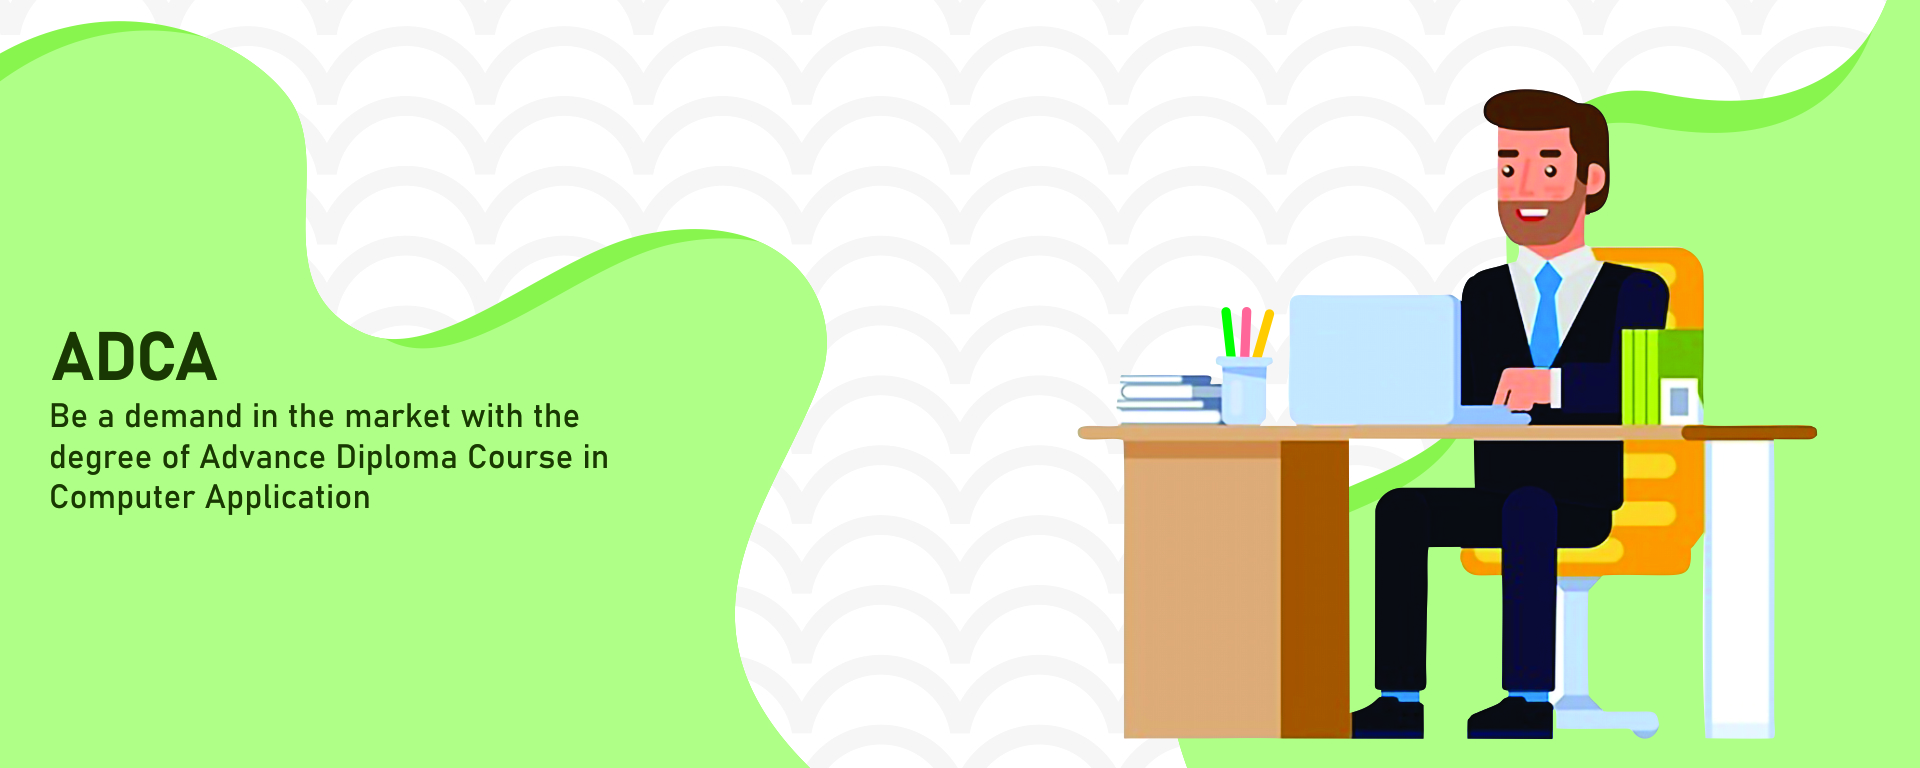 ADCA
Be a demand in the market with the
degree of Advance Diploma Course in
Computer Application